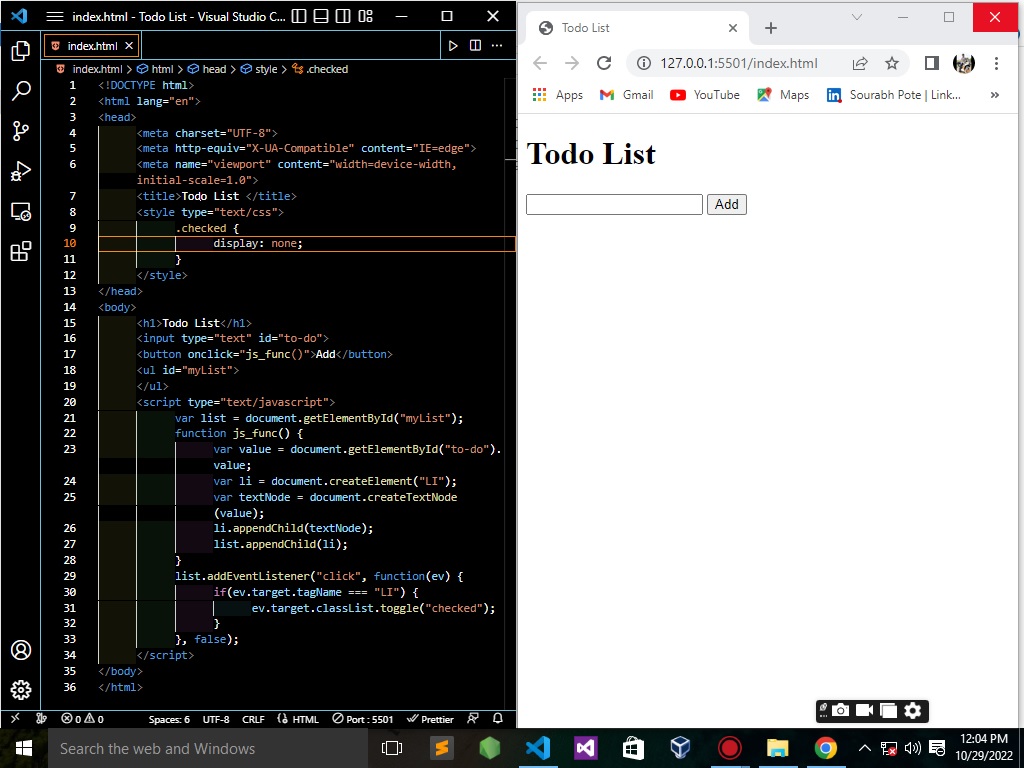 index.html - Todo List - Visual Studio C...
index.html
index.html > html > head > style > .checked
1 <!DOCTYPE html>
2 <html lang="en">
3 <head>
4 <meta charset="UTF-8">
5 <meta http-equiv="X-UA-Compatible" content="IE=edge">
6 <meta name="viewport" content="width=device-width,
initial-scale=1.0">
7 <title>Todo List </title>
8 <style type="text/css">
9 .checked {
10 display: none;
11 }
12 </style>
13 </head>
14 <body>
15 <h1>Todo List</h1>
16 <input type="text" id="to-do">
17 <button onclick="js_func()">Add</button>
18 <ul id="myList">
19 </ul>
20 <script type="text/javascript">
21 var list = document.getElementById("myList");
22 function js_func() {
23 var value = document.getElementById("to-do").
value;
24 var li = document.createElement("LI");
25 var textNode = document.createTextNode
(value);
26 li.appendChild(textNode);
27 list.appendChild(li);
28 }
29 list.addEventListener("click", function(ev) {
30 if(ev.target.tagName === "LI") {
31 ev.target.classList.toggle("checked");
32 }
33 }, false);
34 </script>
35 </body>
36 </html>
0 0 Spaces: 6 UTF-8 CRLF HTML Port : 5501 Prettier
Todo List
127.0.0.1:5501/index.html
Apps Gmail YouTube Maps Sourabh Pote | Link... »
Todo List
Add
Search the web and Windows
12:04 PM
10/29/2022